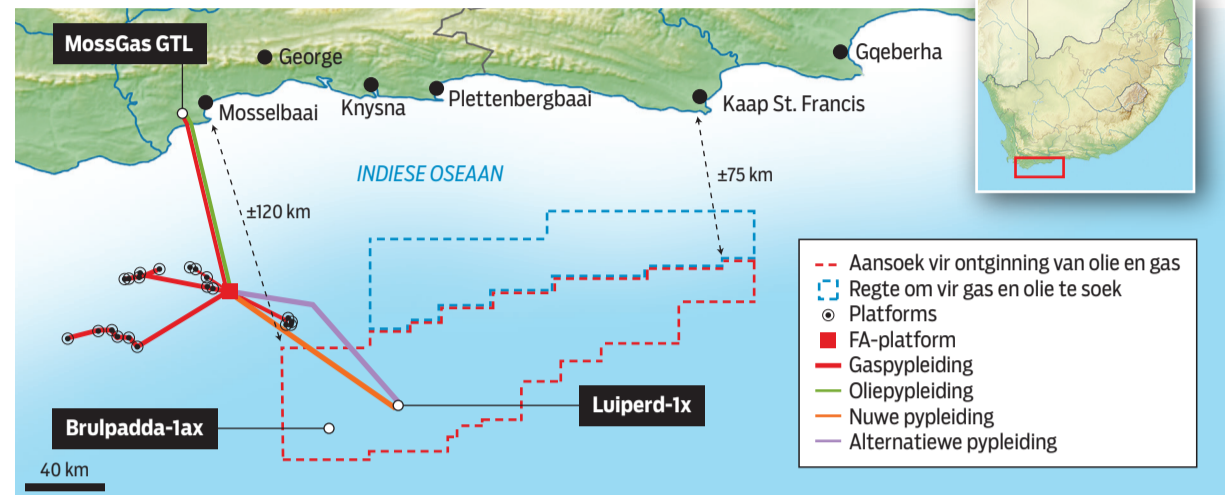 MossGas GTL
George
Gqeberha
Mosselbaai
Knysna
Plettenbergbaai
Kaap St. Francis
INDIESE OSEAAN
±75 km
±120 km
Aansoek vir ontginning van olie en gas
Regte om vir gas en olie te soek
Platforms
FA-platform
Gaspypleiding
Oliepypleiding
Nuwe pypleiding
Alternatiewe pypleiding
Luiperd-1x
Brulpadda-1ax
40 km